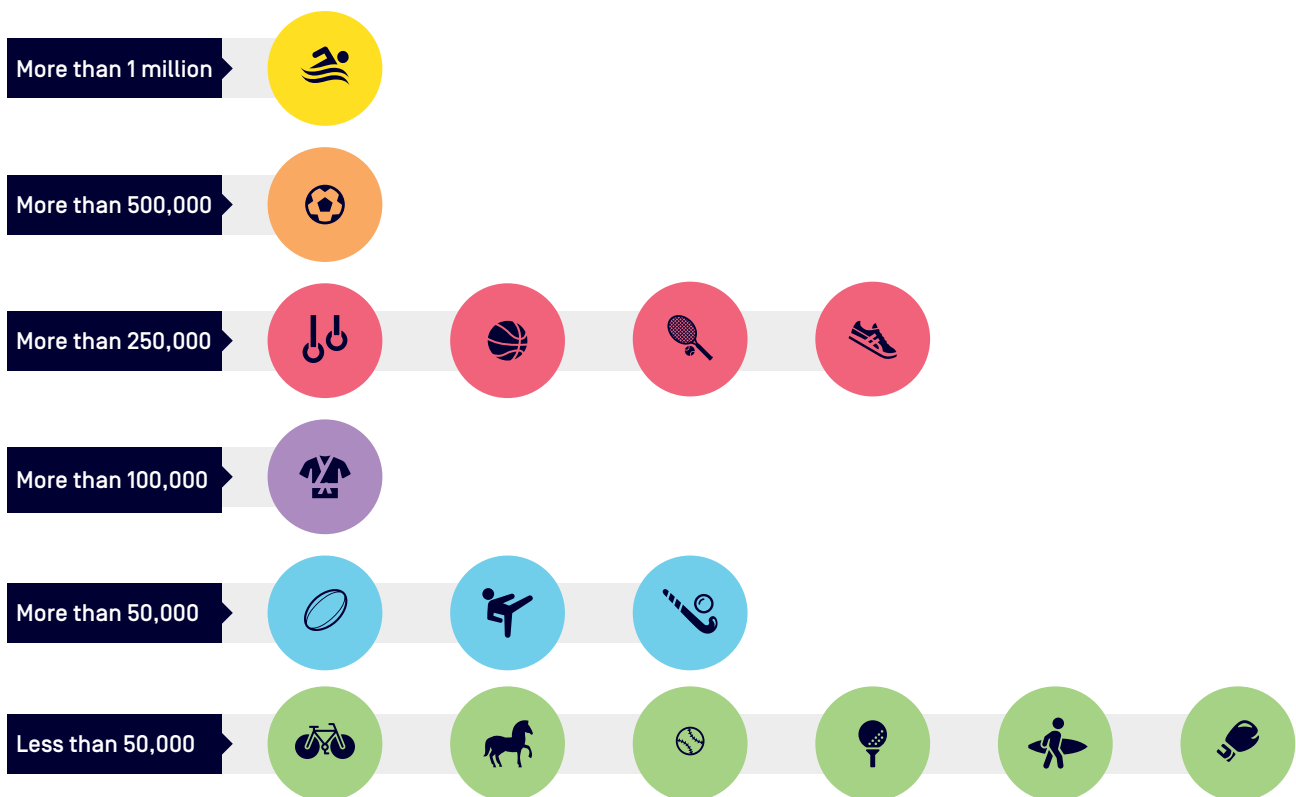 More than 1 million
More than 500,000
More than 250,000
More than 100,000
More than 50,000
Less than 50,000